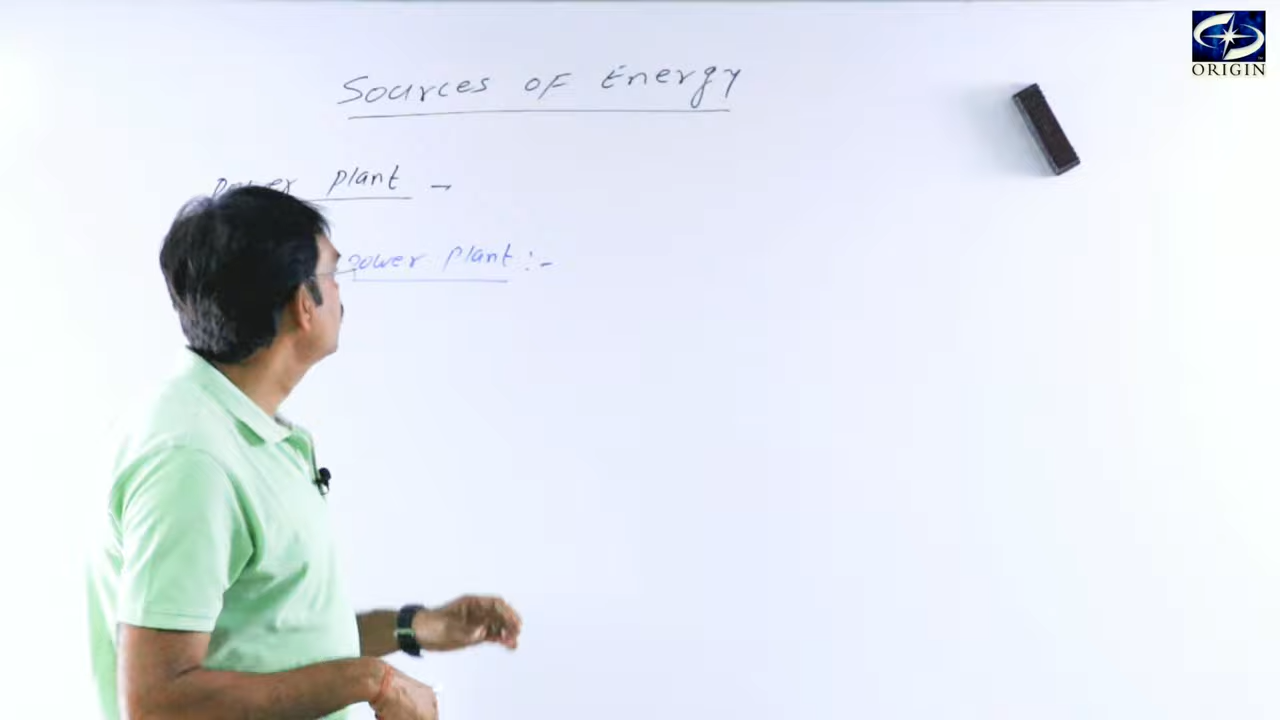 Sources of Energy
Power plant →
power plant :-
ORIGIN